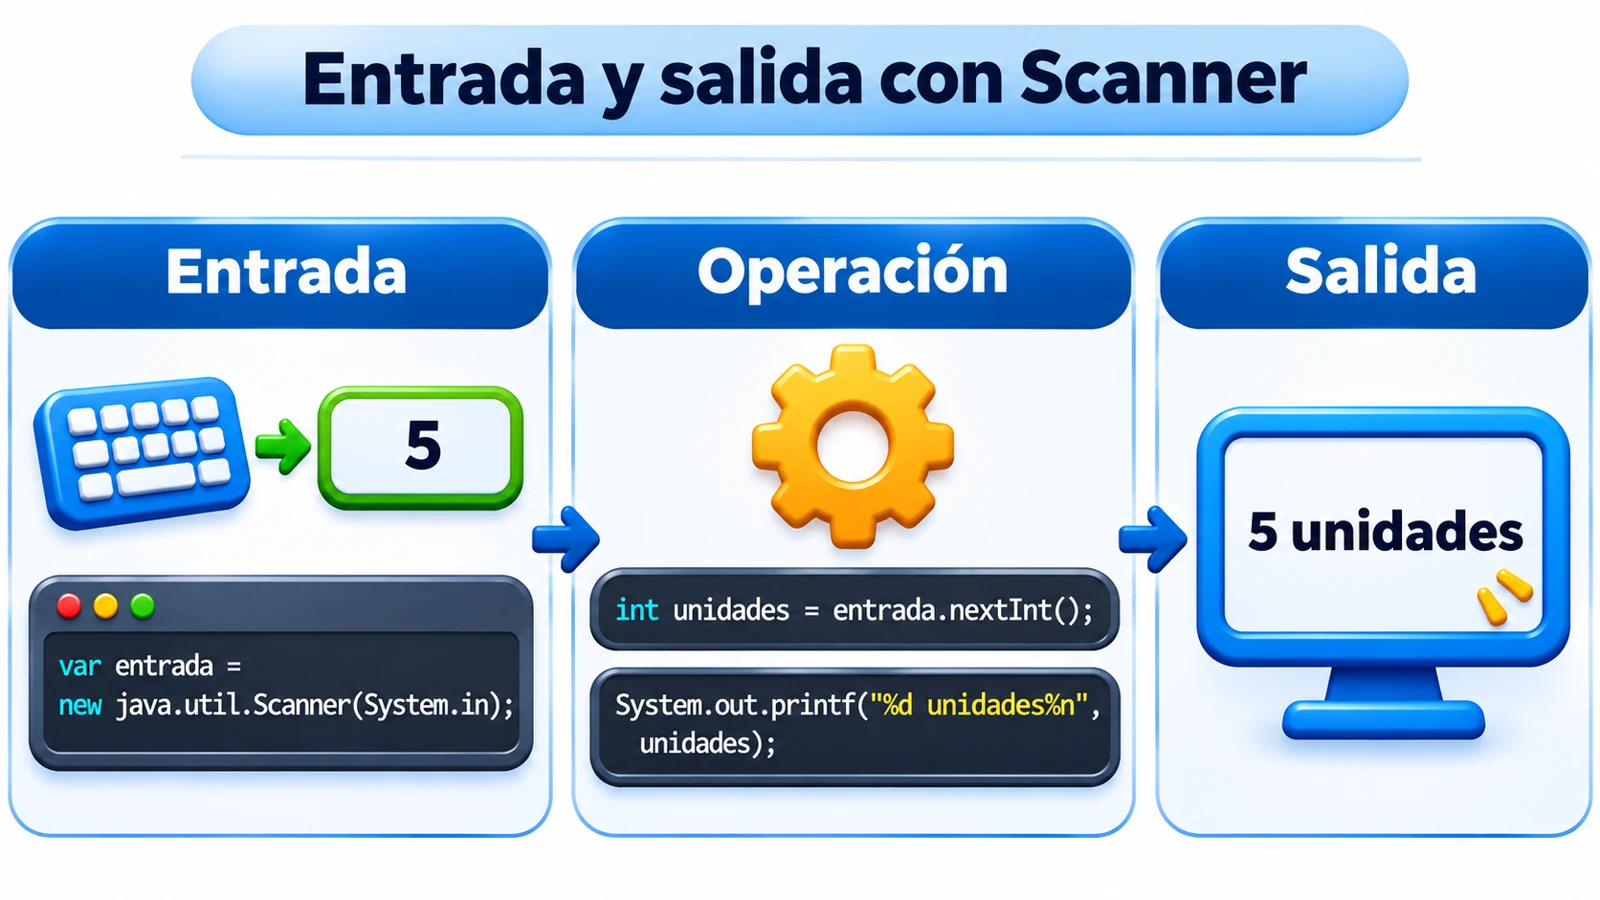 Entrada y salida con Scanner
Entrada
5
var entrada =
new java.util.Scanner(System.in);
Operación
int unidades = entrada.nextInt();
System.out.printf("%d unidades%n",
unidades);
Salida
5 unidades